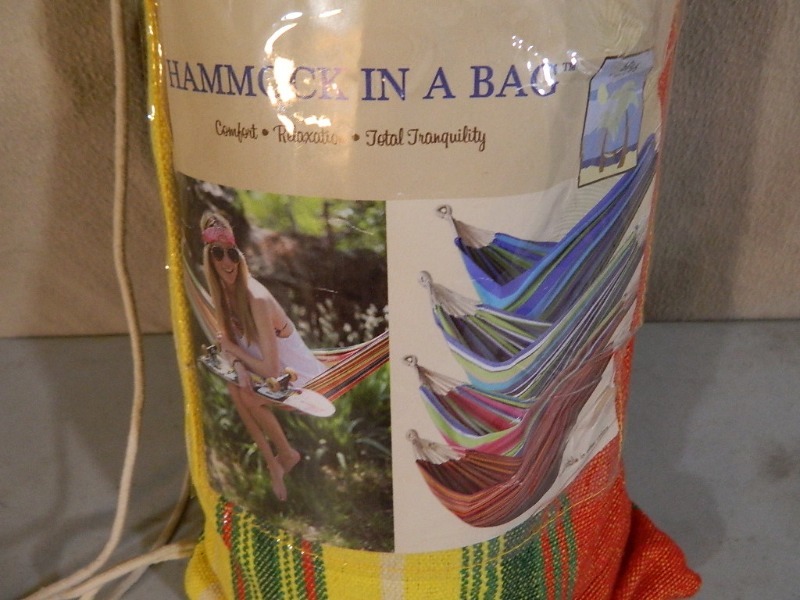 HAMMOCK IN A BAG™
Comfort • Relaxation • Total Tranquility